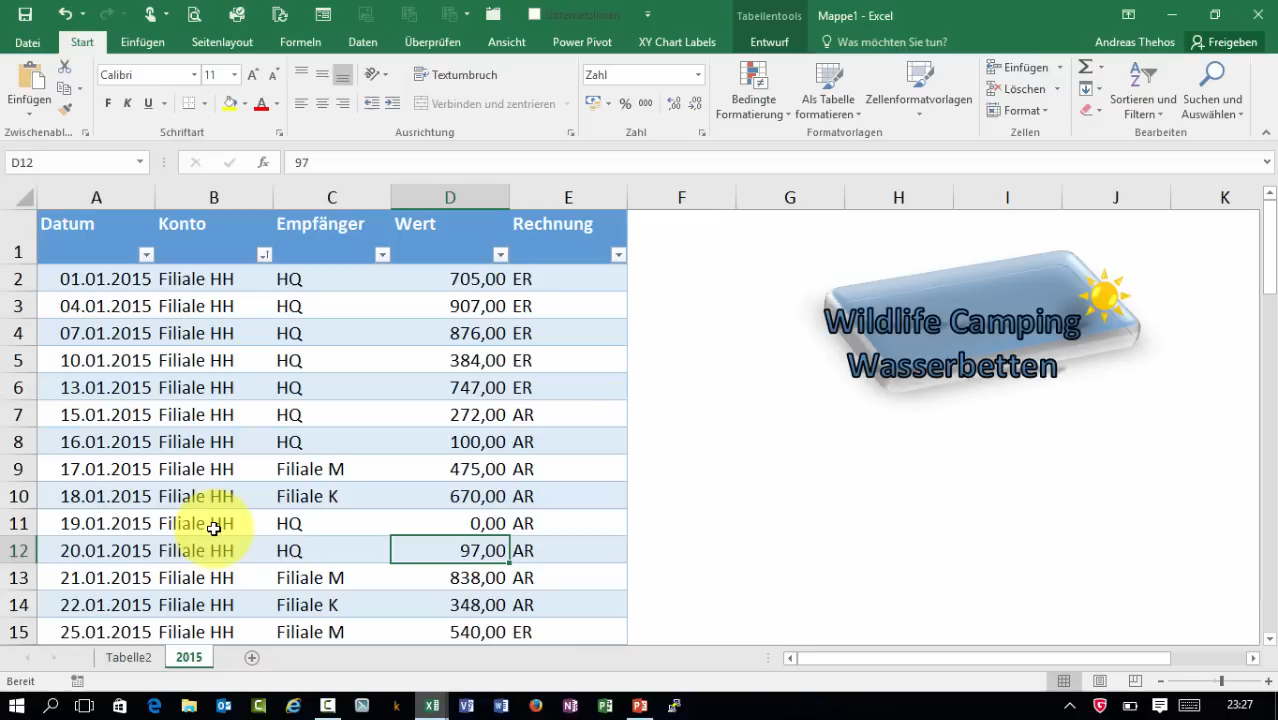 Unternetzlinien
Tabellentools
Mappe1 - Excel
Datei
Start
Einfügen
Seitenlayout
Formeln
Daten
Überprüfen
Ansicht
Power Pivot
XY Chart Labels
Entwurf
Was möchten Sie tun?
Andreas Thehos
Freigeben
Einfügen
Calibri
11
F K U
Textumbruch
Verbinden und zentrieren
Zahl
% 000
Bedingte
Formatierung
Als Tabelle
formatieren
Zellenformatvorlagen
Einfügen
Löschen
Format
Sortieren und
Filtern
Suchen und
Auswählen
Zwischenabl...
Schriftart
Ausrichtung
Zahl
Formatvorlagen
Zellen
Bearbeiten
D12
fx
97
A B C D E F G H I J K
1 Datum Konto Empfänger Wert Rechnung
2 01.01.2015 Filiale HH HQ 705,00 ER
3 04.01.2015 Filiale HH HQ 907,00 ER
4 07.01.2015 Filiale HH HQ 876,00 ER
5 10.01.2015 Filiale HH HQ 384,00 ER
6 13.01.2015 Filiale HH HQ 747,00 ER
7 15.01.2015 Filiale HH HQ 272,00 AR
8 16.01.2015 Filiale HH HQ 100,00 AR
9 17.01.2015 Filiale HH Filiale M 475,00 AR
10 18.01.2015 Filiale HH Filiale K 670,00 AR
11 19.01.2015 Filiale HH HQ 0,00 AR
12 20.01.2015 Filiale HH HQ 97,00 AR
13 21.01.2015 Filiale HH Filiale M 838,00 AR
14 22.01.2015 Filiale HH Filiale K 348,00 AR
15 25.01.2015 Filiale HH Filiale M 540,00 ER
Wildlife Camping
Wasserbetten
Tabelle2
2015
Bereit
23:27